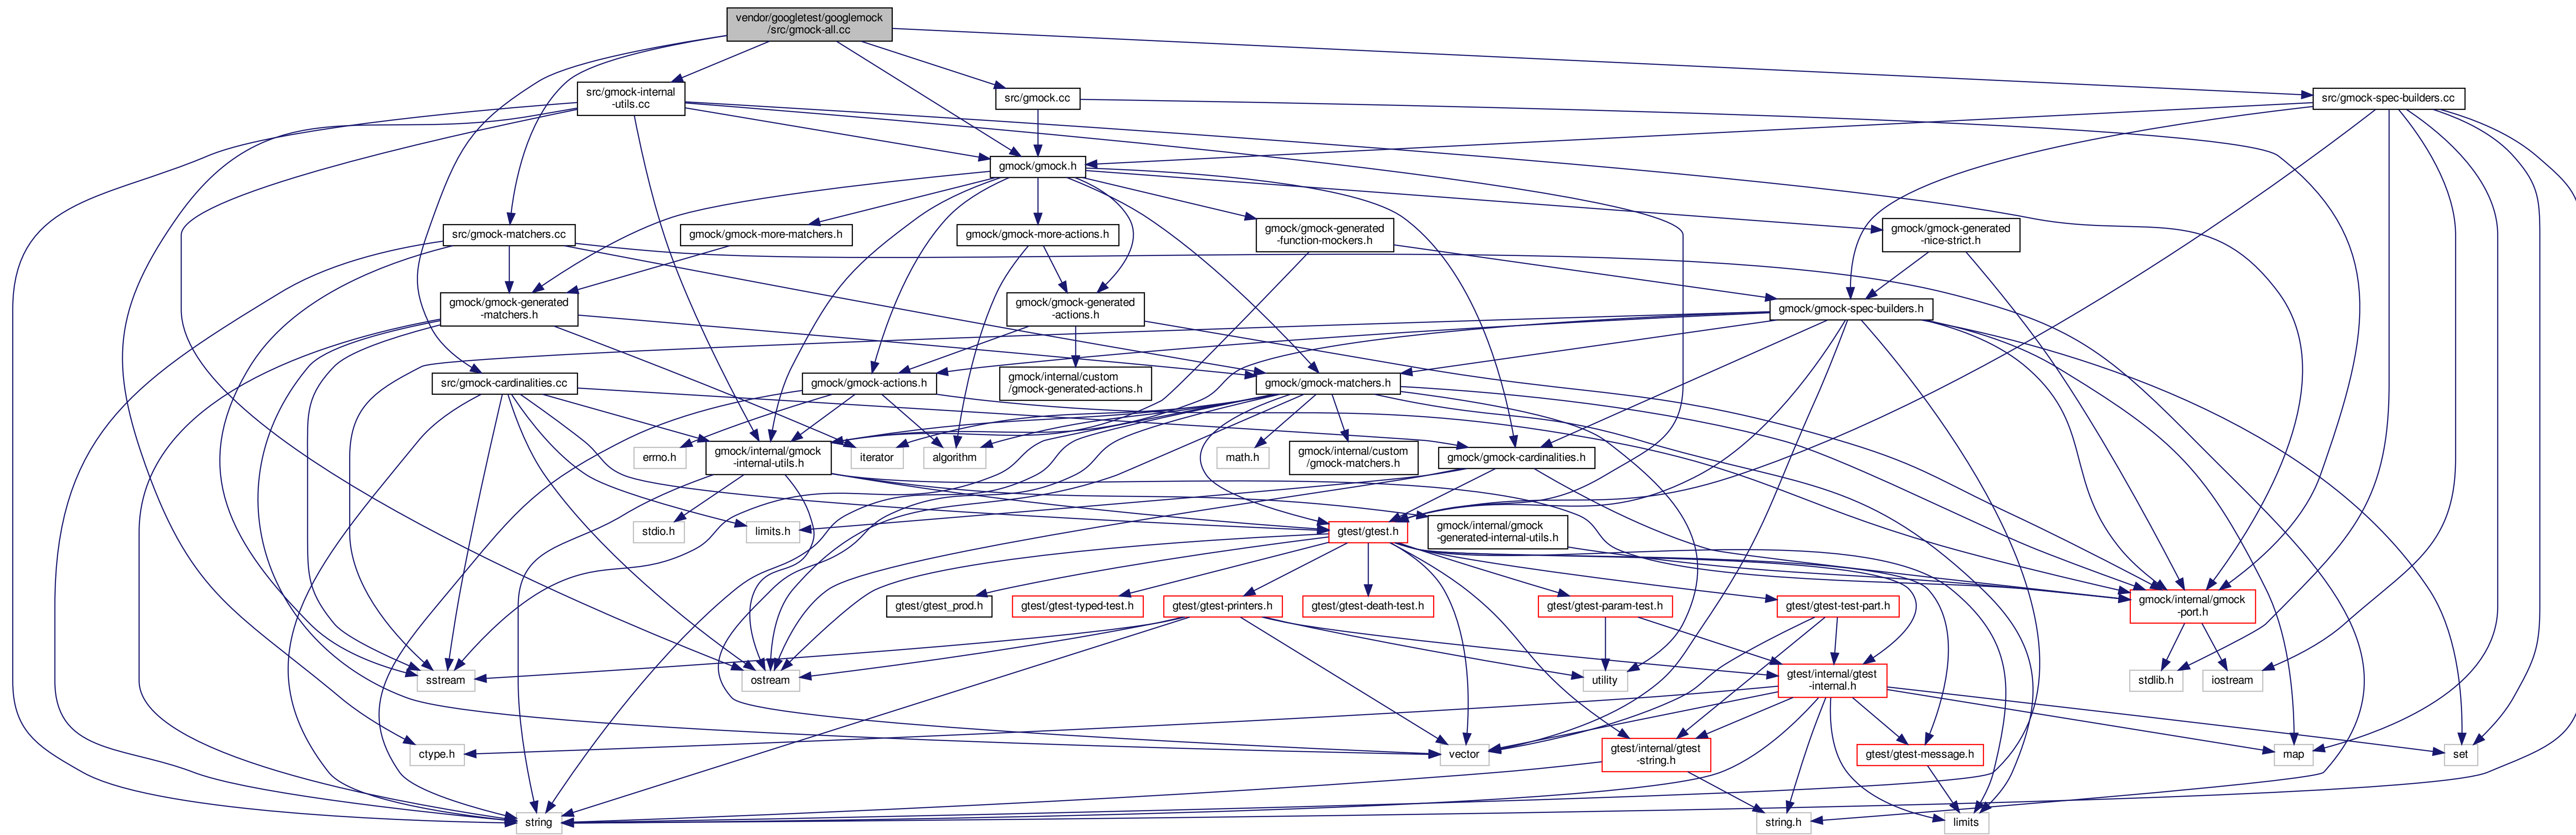 vendor/googletest/googlemock
/src/gmock-all.cc
src/gmock-internal
-utils.cc
src/gmock.cc
src/gmock-spec-builders.cc
gmock/gmock.h
src/gmock-matchers.cc
gmock/gmock-more-matchers.h
gmock/gmock-more-actions.h
gmock/gmock-generated
-function-mockers.h
gmock/gmock-generated
-nice-strict.h
gmock/gmock-generated
-matchers.h
gmock/gmock-generated
-actions.h
gmock/gmock-spec-builders.h
src/gmock-cardinalities.cc
gmock/gmock-actions.h
gmock/internal/custom
/gmock-generated-actions.h
gmock/gmock-matchers.h
errno.h
gmock/internal/gmock
-internal-utils.h
iterator
algorithm
math.h
gmock/internal/custom
/gmock-matchers.h
gmock/gmock-cardinalities.h
stdio.h
limits.h
gtest/gtest.h
gmock/internal/gmock
-generated-internal-utils.h
gtest/gtest_prod.h
gtest/gtest-typed-test.h
gtest/gtest-printers.h
gtest/gtest-death-test.h
gtest/gtest-param-test.h
gtest/gtest-test-part.h
gmock/internal/gmock
-port.h
sstream
ostream
utility
gtest/internal/gtest
-internal.h
stdlib.h
iostream
ctype.h
vector
gtest/internal/gtest
-string.h
gtest/gtest-message.h
map
set
string
string.h
limits